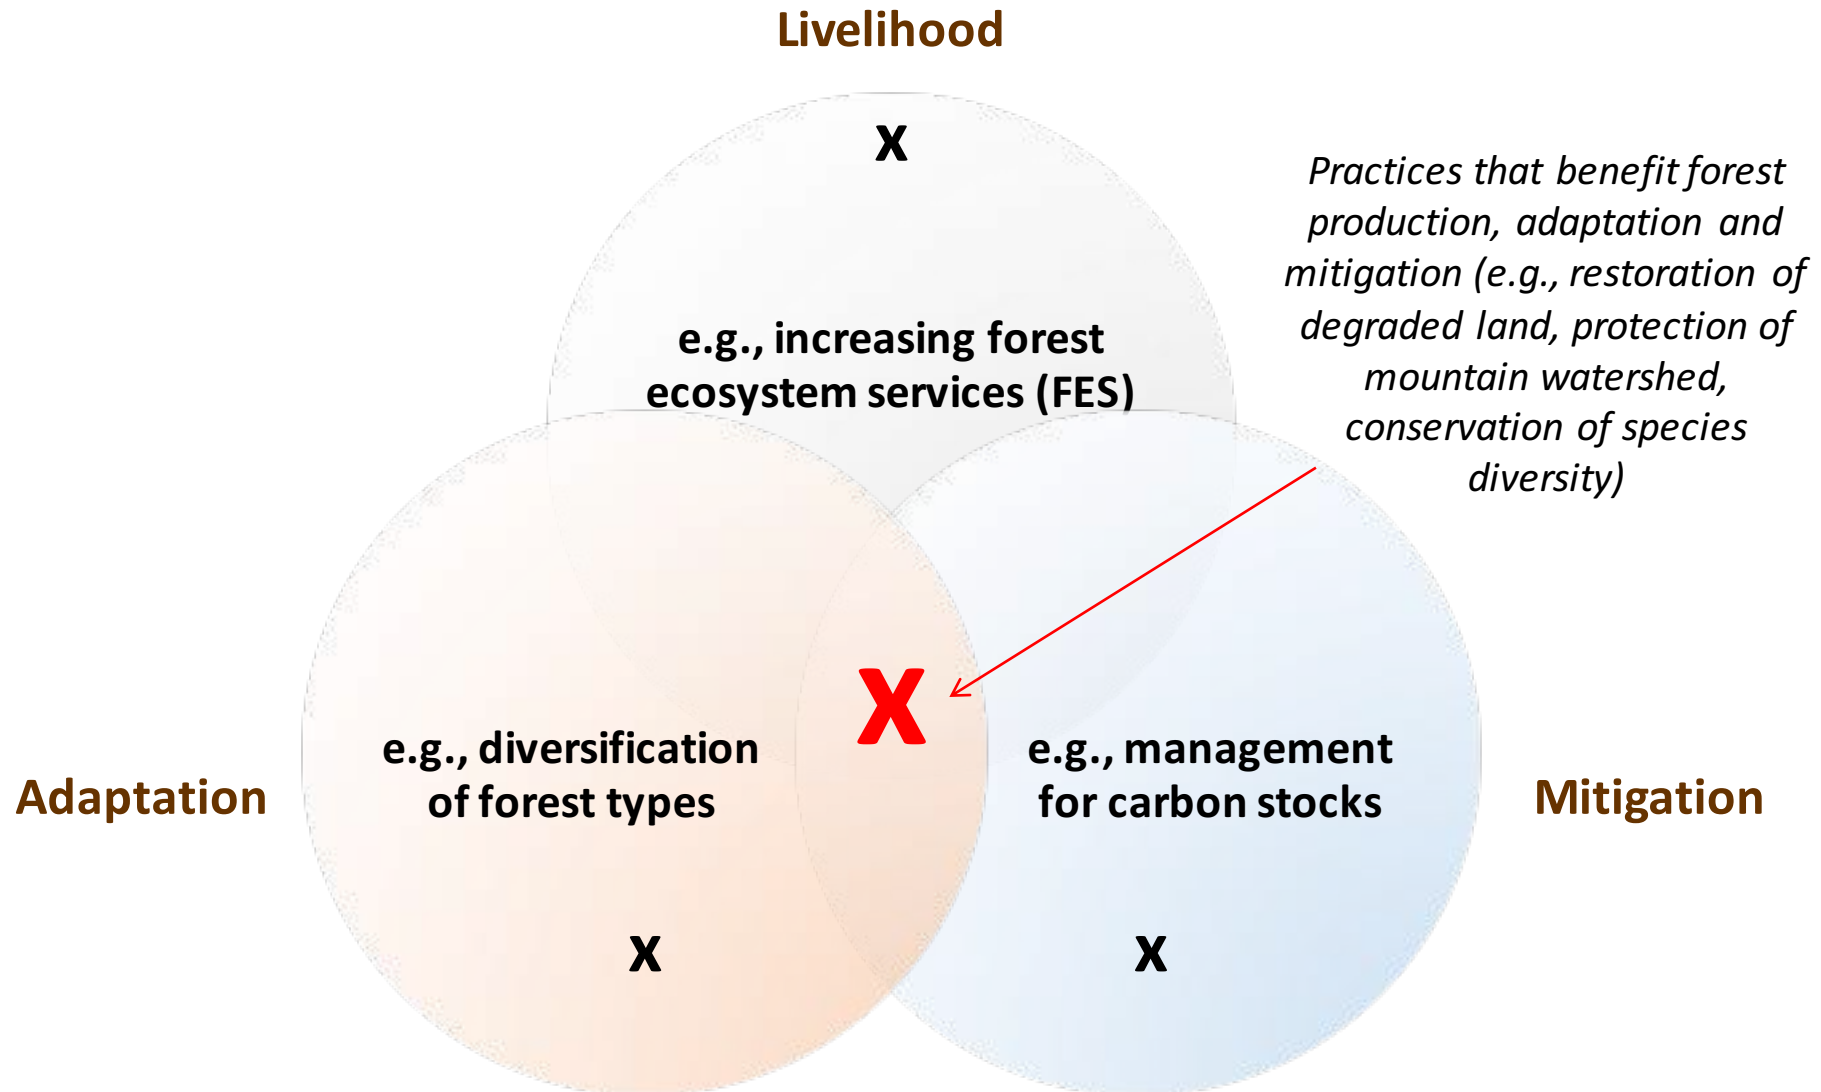 Livelihood
x
Practices that benefit forest
production, adaptation and
mitigation (e.g., restoration of
degraded land, protection of
mountain watershed,
conservation of species
diversity)
e.g., increasing forest
ecosystem services (FES)
X
e.g., diversification
of forest types
e.g., management
for carbon stocks
Adaptation
Mitigation
x
x